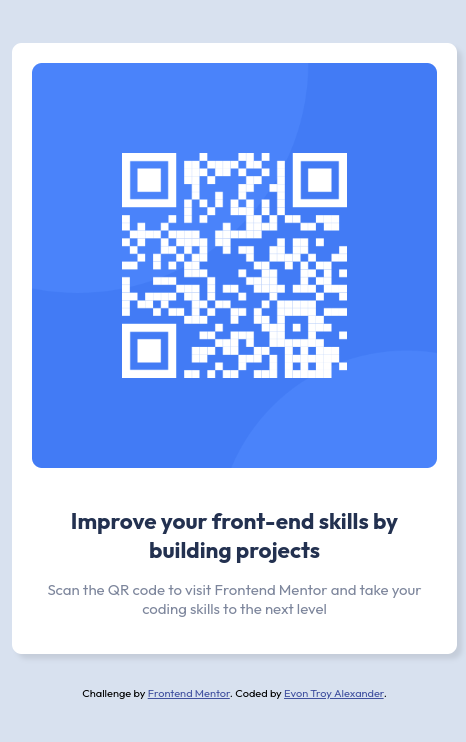 Improve your front-end skills by
building projects
Scan the QR code to visit Frontend Mentor and take your
coding skills to the next level
Challenge by Frontend Mentor. Coded by Evon Troy Alexander.